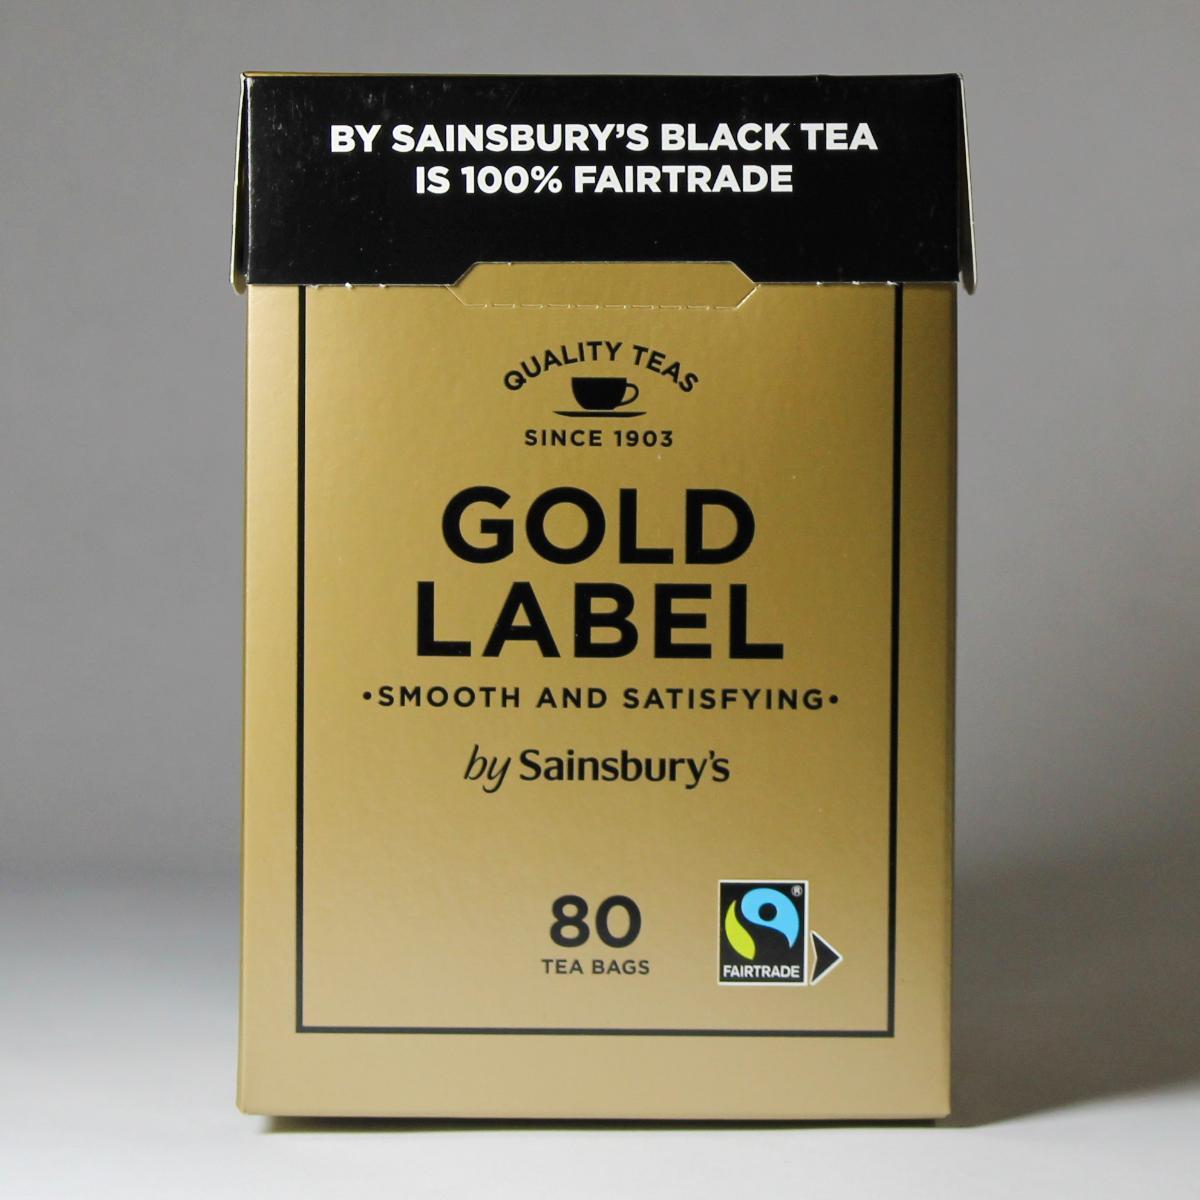 BY SAINSBURY'S BLACK TEA
IS 100% FAIRTRADE
QUALITY TEAS
SINCE 1903
GOLD
LABEL
•SMOOTH AND SATISFYING•
by Sainsbury's
80
TEA BAGS
®
FAIRTRADE